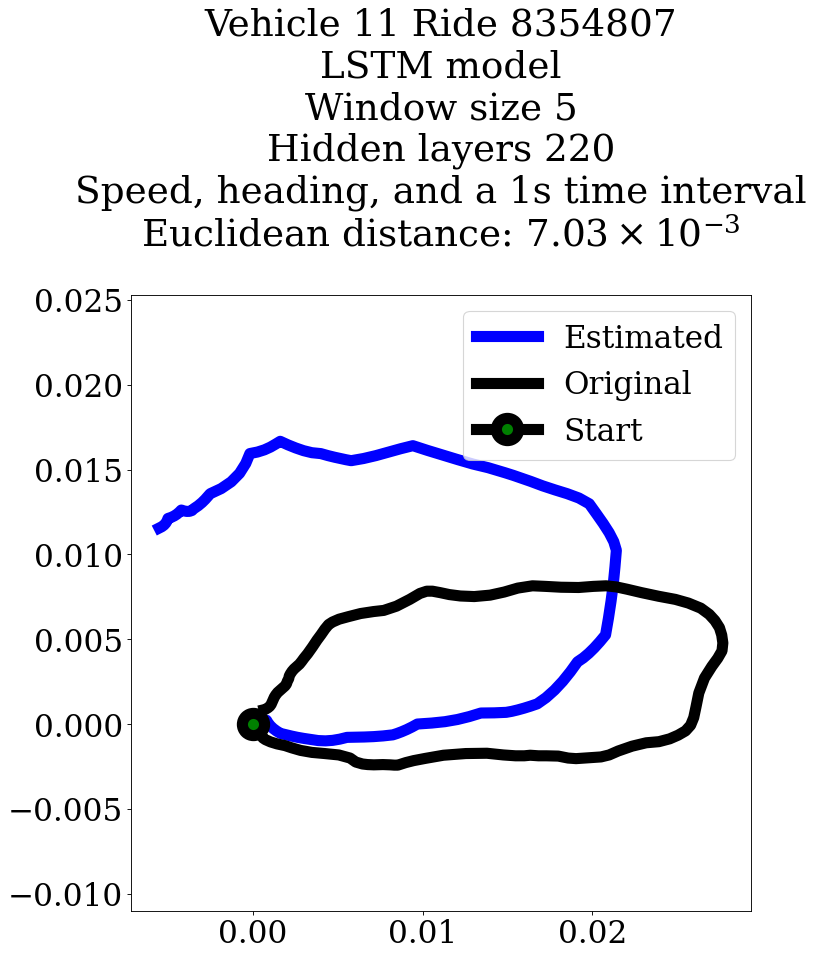 Vehicle 11 Ride 8354807
LSTM model
Window size 5
Hidden layers 220
Speed, heading, and a 1s time interval
Euclidean distance: 7.03 × 10⁻³
0.025
Estimated
0.020
Original
Start
0.015
0.010
0.005
0.000
−0.005
−0.010
0.00 0.01 0.02